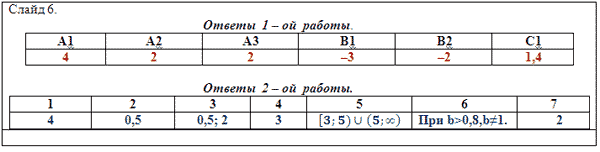 Слайд 6.
Ответы 1 – ой работы.
А1 А2 А3 В1 В2 С1
4 2 2 –3 –2 1,4
Ответы 2 – ой работы.
1 2 3 4 5 6 7
4 0,5 0,5; 2 3 [3; 5) ∪ (5; ∞) При b>0,8,b≠1. 2